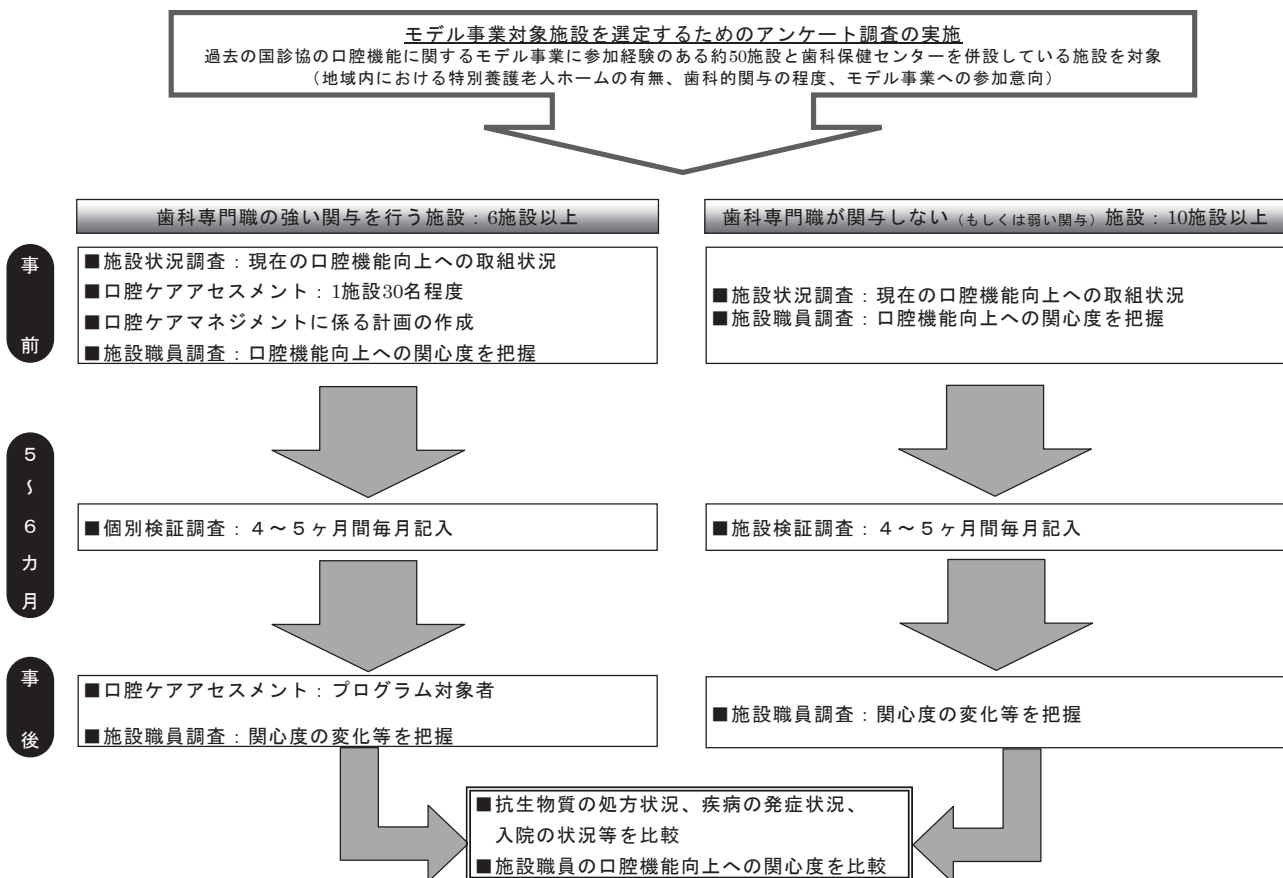 モデル事業対象施設を選定するためのアンケート調査の実施
過去の国診協の口腔機能に関するモデル事業に参加経験のある約50施設と歯科保健センターを併設している施設を対象
（地域内における特別養護老人ホームの有無、歯科的関与の程度、モデル事業への参加意向）
歯科専門職の強い関与を行う施設：6施設以上
歯科専門職が関与しない（もしくは弱い関与）施設：10施設以上
事前
■施設状況調査：現在の口腔機能向上への取組状況
■口腔ケアアセスメント：1施設30名程度
■口腔ケアマネジメントに係る計画の作成
■施設職員調査：口腔機能向上への関心度を把握
■施設状況調査：現在の口腔機能向上への取組状況
■施設職員調査：口腔機能向上への関心度を把握
５～６カ月
■個別検証調査：４～５ヶ月間毎月記入
■施設検証調査：４～５ヶ月間毎月記入
事後
■口腔ケアアセスメント：プログラム対象者
■施設職員調査：関心度の変化等を把握
■施設職員調査：関心度の変化等を把握
■抗生物質の処方状況、疾病の発症状況、
入院の状況等を比較
■施設職員の口腔機能向上への関心度を比較